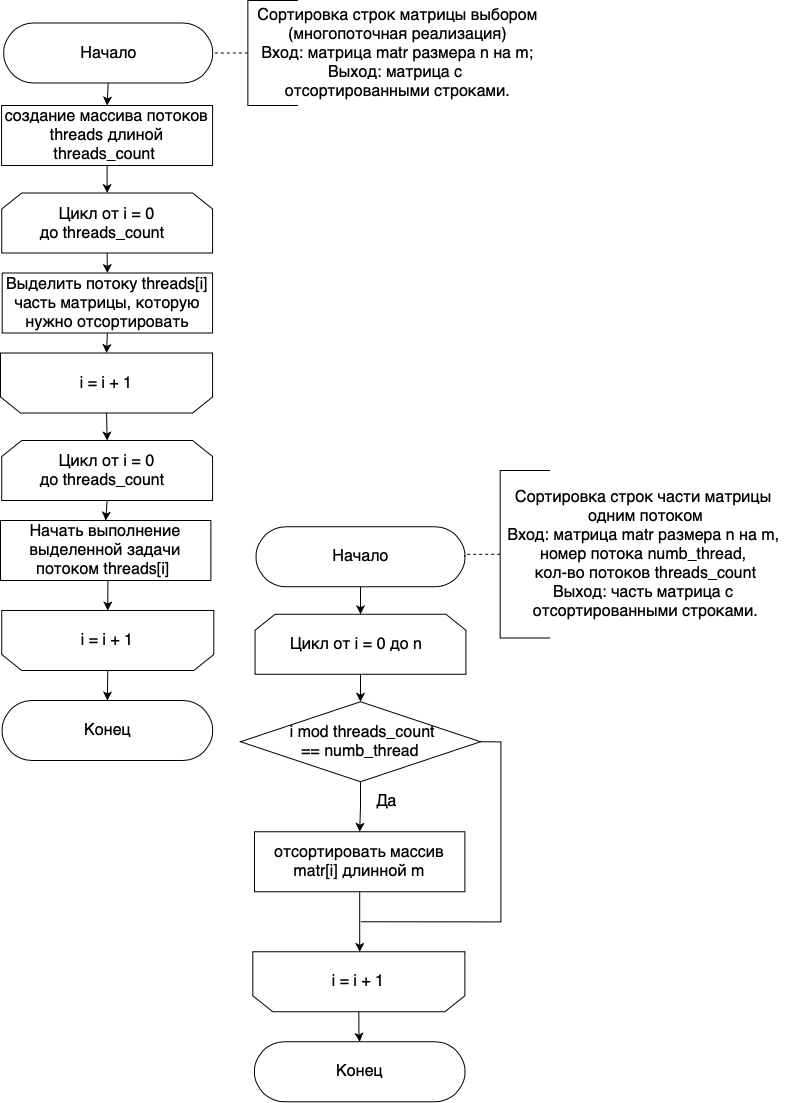 Начало
Сортировка строк матрицы выбором
(многопоточная реализация)
Вход: матрица matr размера n на m;
Выход: матрица с
отсортированными строками.
создание массива потоков
threads длиной
threads_count
Цикл от i = 0
до threads_count
Выделить потоку threads[i]
часть матрицы, которую
нужно отсортировать
i = i + 1
Цикл от i = 0
до threads_count
Начать выполнение
выделенной задачи
потоком threads[i]
i = i + 1
Конец
Начало
Сортировка строк части матрицы
одним потоком
Вход: матрица matr размера n на m,
номер потока numb_thread,
кол-во потоков threads_count
Выход: часть матрица с
отсортированными строками.
Цикл от i = 0 до n
i mod threads_count
== numb_thread
Да
отсортировать массив
matr[i] длинной m
i = i + 1
Конец